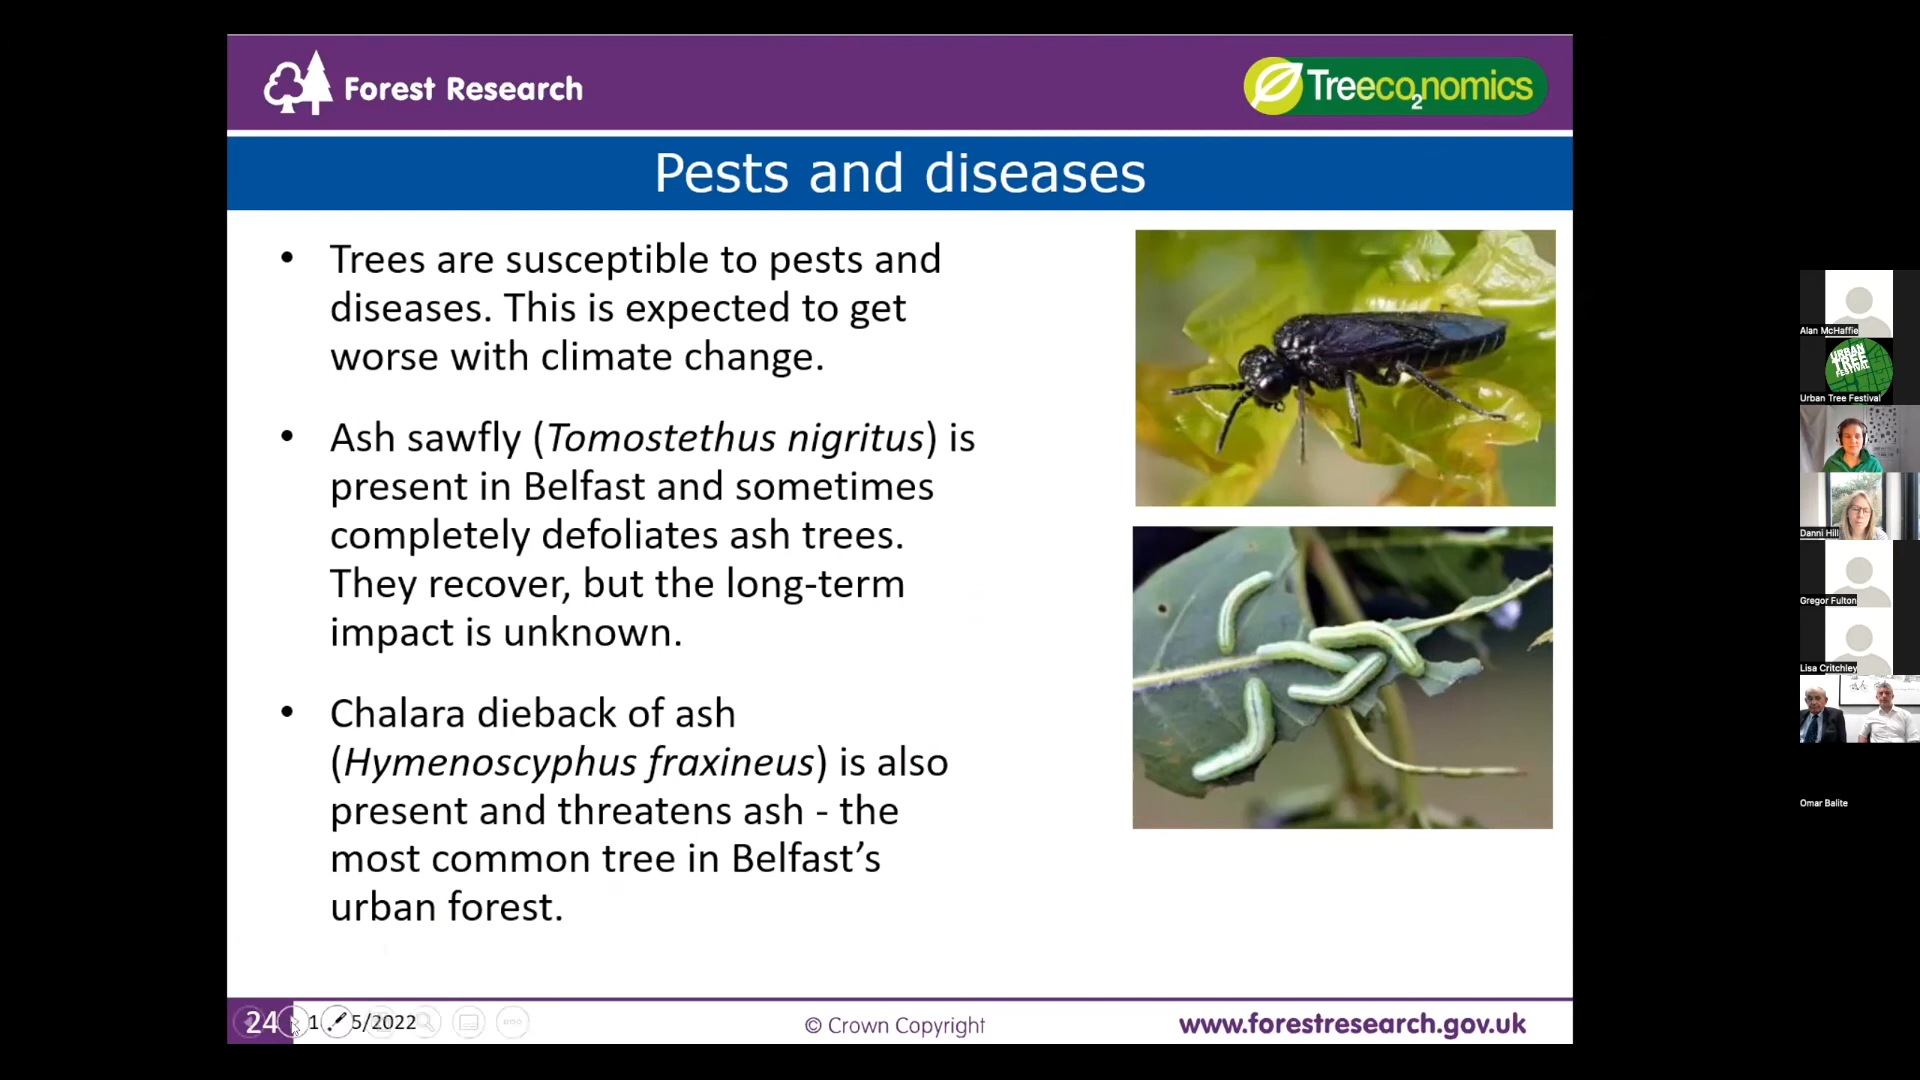 Forest Research
Treeco2nomics
Pests and diseases
• Trees are susceptible to pests and
diseases. This is expected to get
worse with climate change.
• Ash sawfly (Tomostethus nigritus) is
present in Belfast and sometimes
completely defoliates ash trees.
They recover, but the long-term
impact is unknown.
• Chalara dieback of ash
(Hymenoscyphus fraxineus) is also
present and threatens ash - the
most common tree in Belfast’s
urban forest.
24
5/2022
© Crown Copyright
www.forestresearch.gov.uk
Alan McHaffie
URBAN
TREE
FESTIVAL
Urban Tree Festival
Danni Hill
Gregor Fulton
Lisa Critchley
Omar Balite